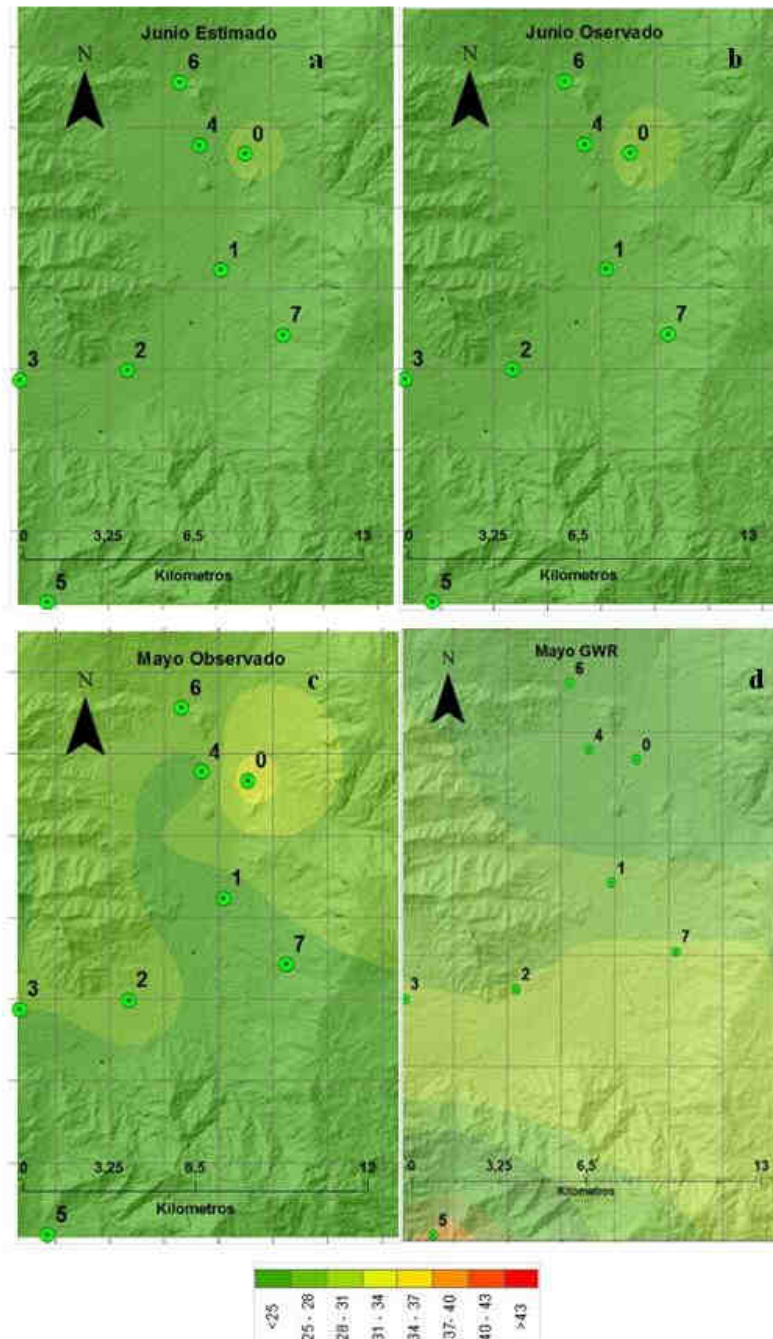 Junio Estimado
a
N
6
4
0
1
7
3
2
0 3,25 6,5 13
Kilometros
5
Junio Oservado
b
N
6
4
0
1
7
3
2
0 3,25 6,5 13
Kilometros
5
Mayo Observado
c
N
6
4
0
1
7
3
2
0 3,25 6,5 13
Kilometros
5
Mayo GWR
d
N
6
4
0
1
7
3
2
0 3,25 6,5 13
Kilometros
5
<25
25 - 28
28 - 31
31 - 34
34 - 37
37- 40
40 - 43
>43